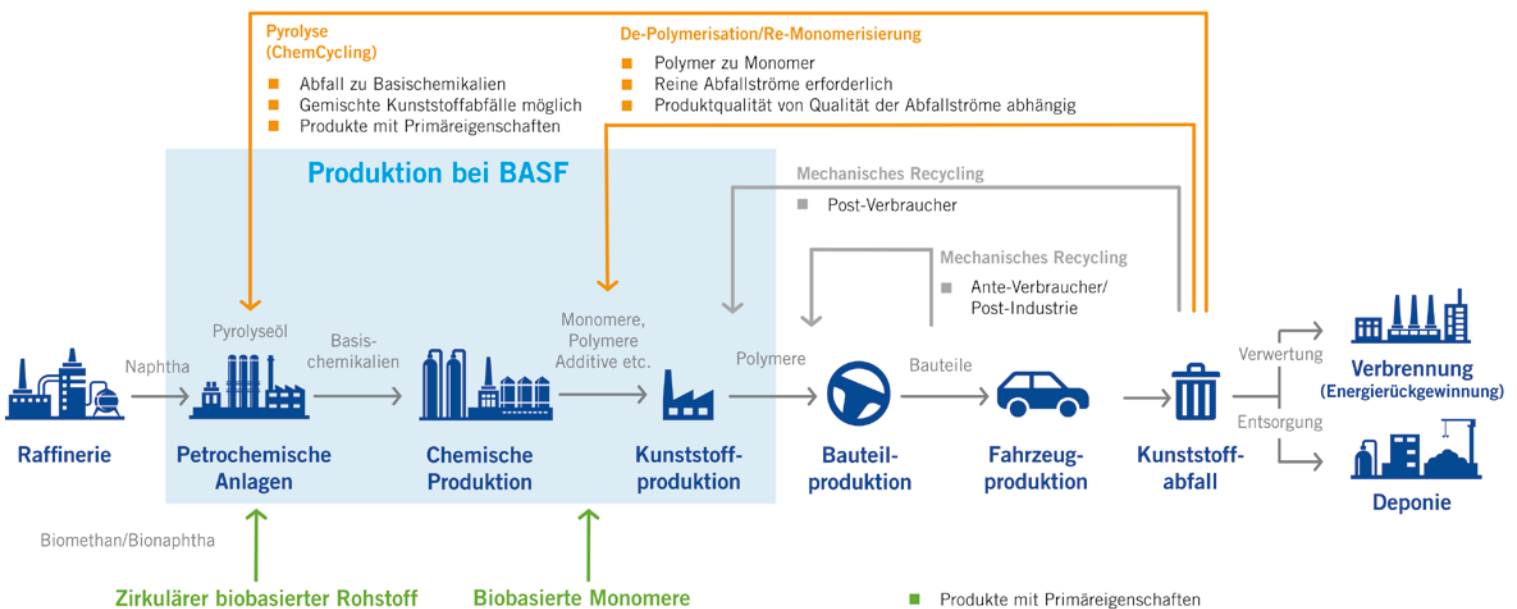 Pyrolyse
(ChemCycling)
Abfall zu Basischemikalien
Gemischte Kunststoffabfälle möglich
Produkte mit Primäreigenschaften
De-Polymerisation/Re-Monomerisierung
Polymer zu Monomer
Reine Abfallströme erforderlich
Produktqualität von Qualität der Abfallströme abhängig
Produktion bei BASF
Mechanisches Recycling
Post-Verbraucher
Mechanisches Recycling
Ante-Verbraucher/
Post-Industrie
Naphtha
Pyrolyseöl
Basis-
chemikalien
Monomere,
Polymere
Additive etc.
Polymere
Bauteile
Verwertung
Entsorgung
Raffinerie
Petrochemische
Anlagen
Chemische
Produktion
Kunststoff-
produktion
Bauteil-
produktion
Fahrzeug-
produktion
Kunststoff-
abfall
Verbrennung
(Energierückgewinnung)
Deponie
Biomethan/Bionaphtha
Zirkulärer biobasierter Rohstoff
Biobasierte Monomere
Produkte mit Primäreigenschaften